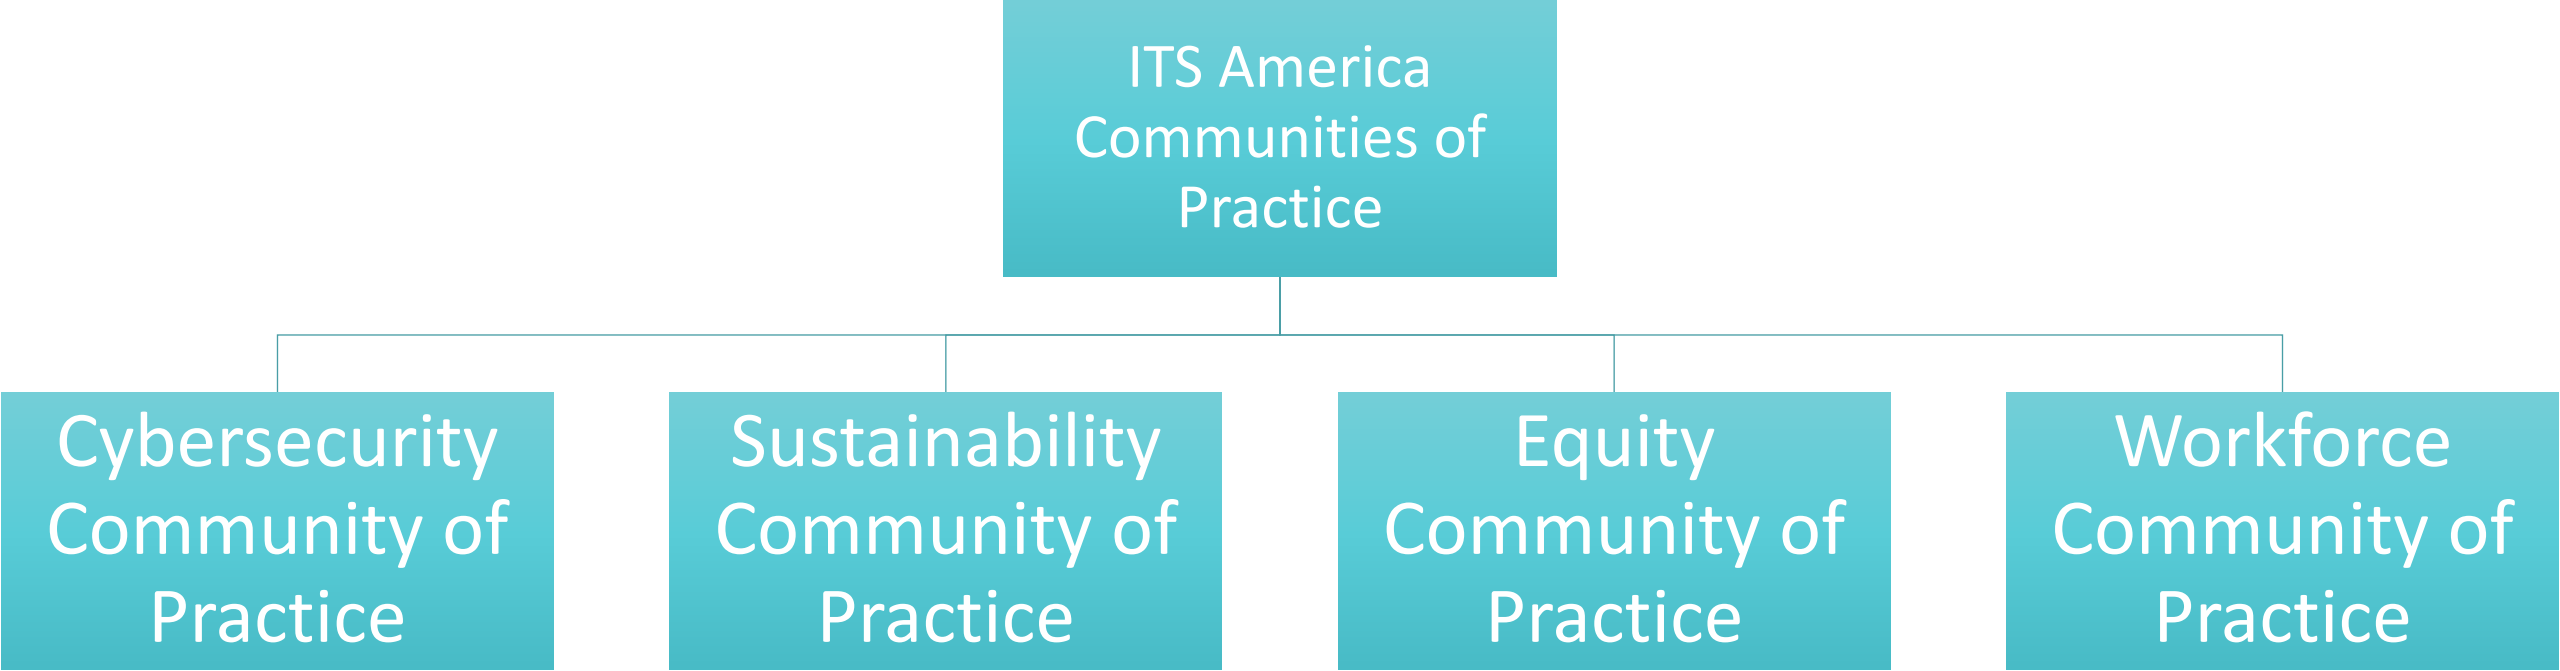 ITS America
Communities of
Practice
Cybersecurity
Community of
Practice
Sustainability
Community of
Practice
Equity
Community of
Practice
Workforce
Community of
Practice